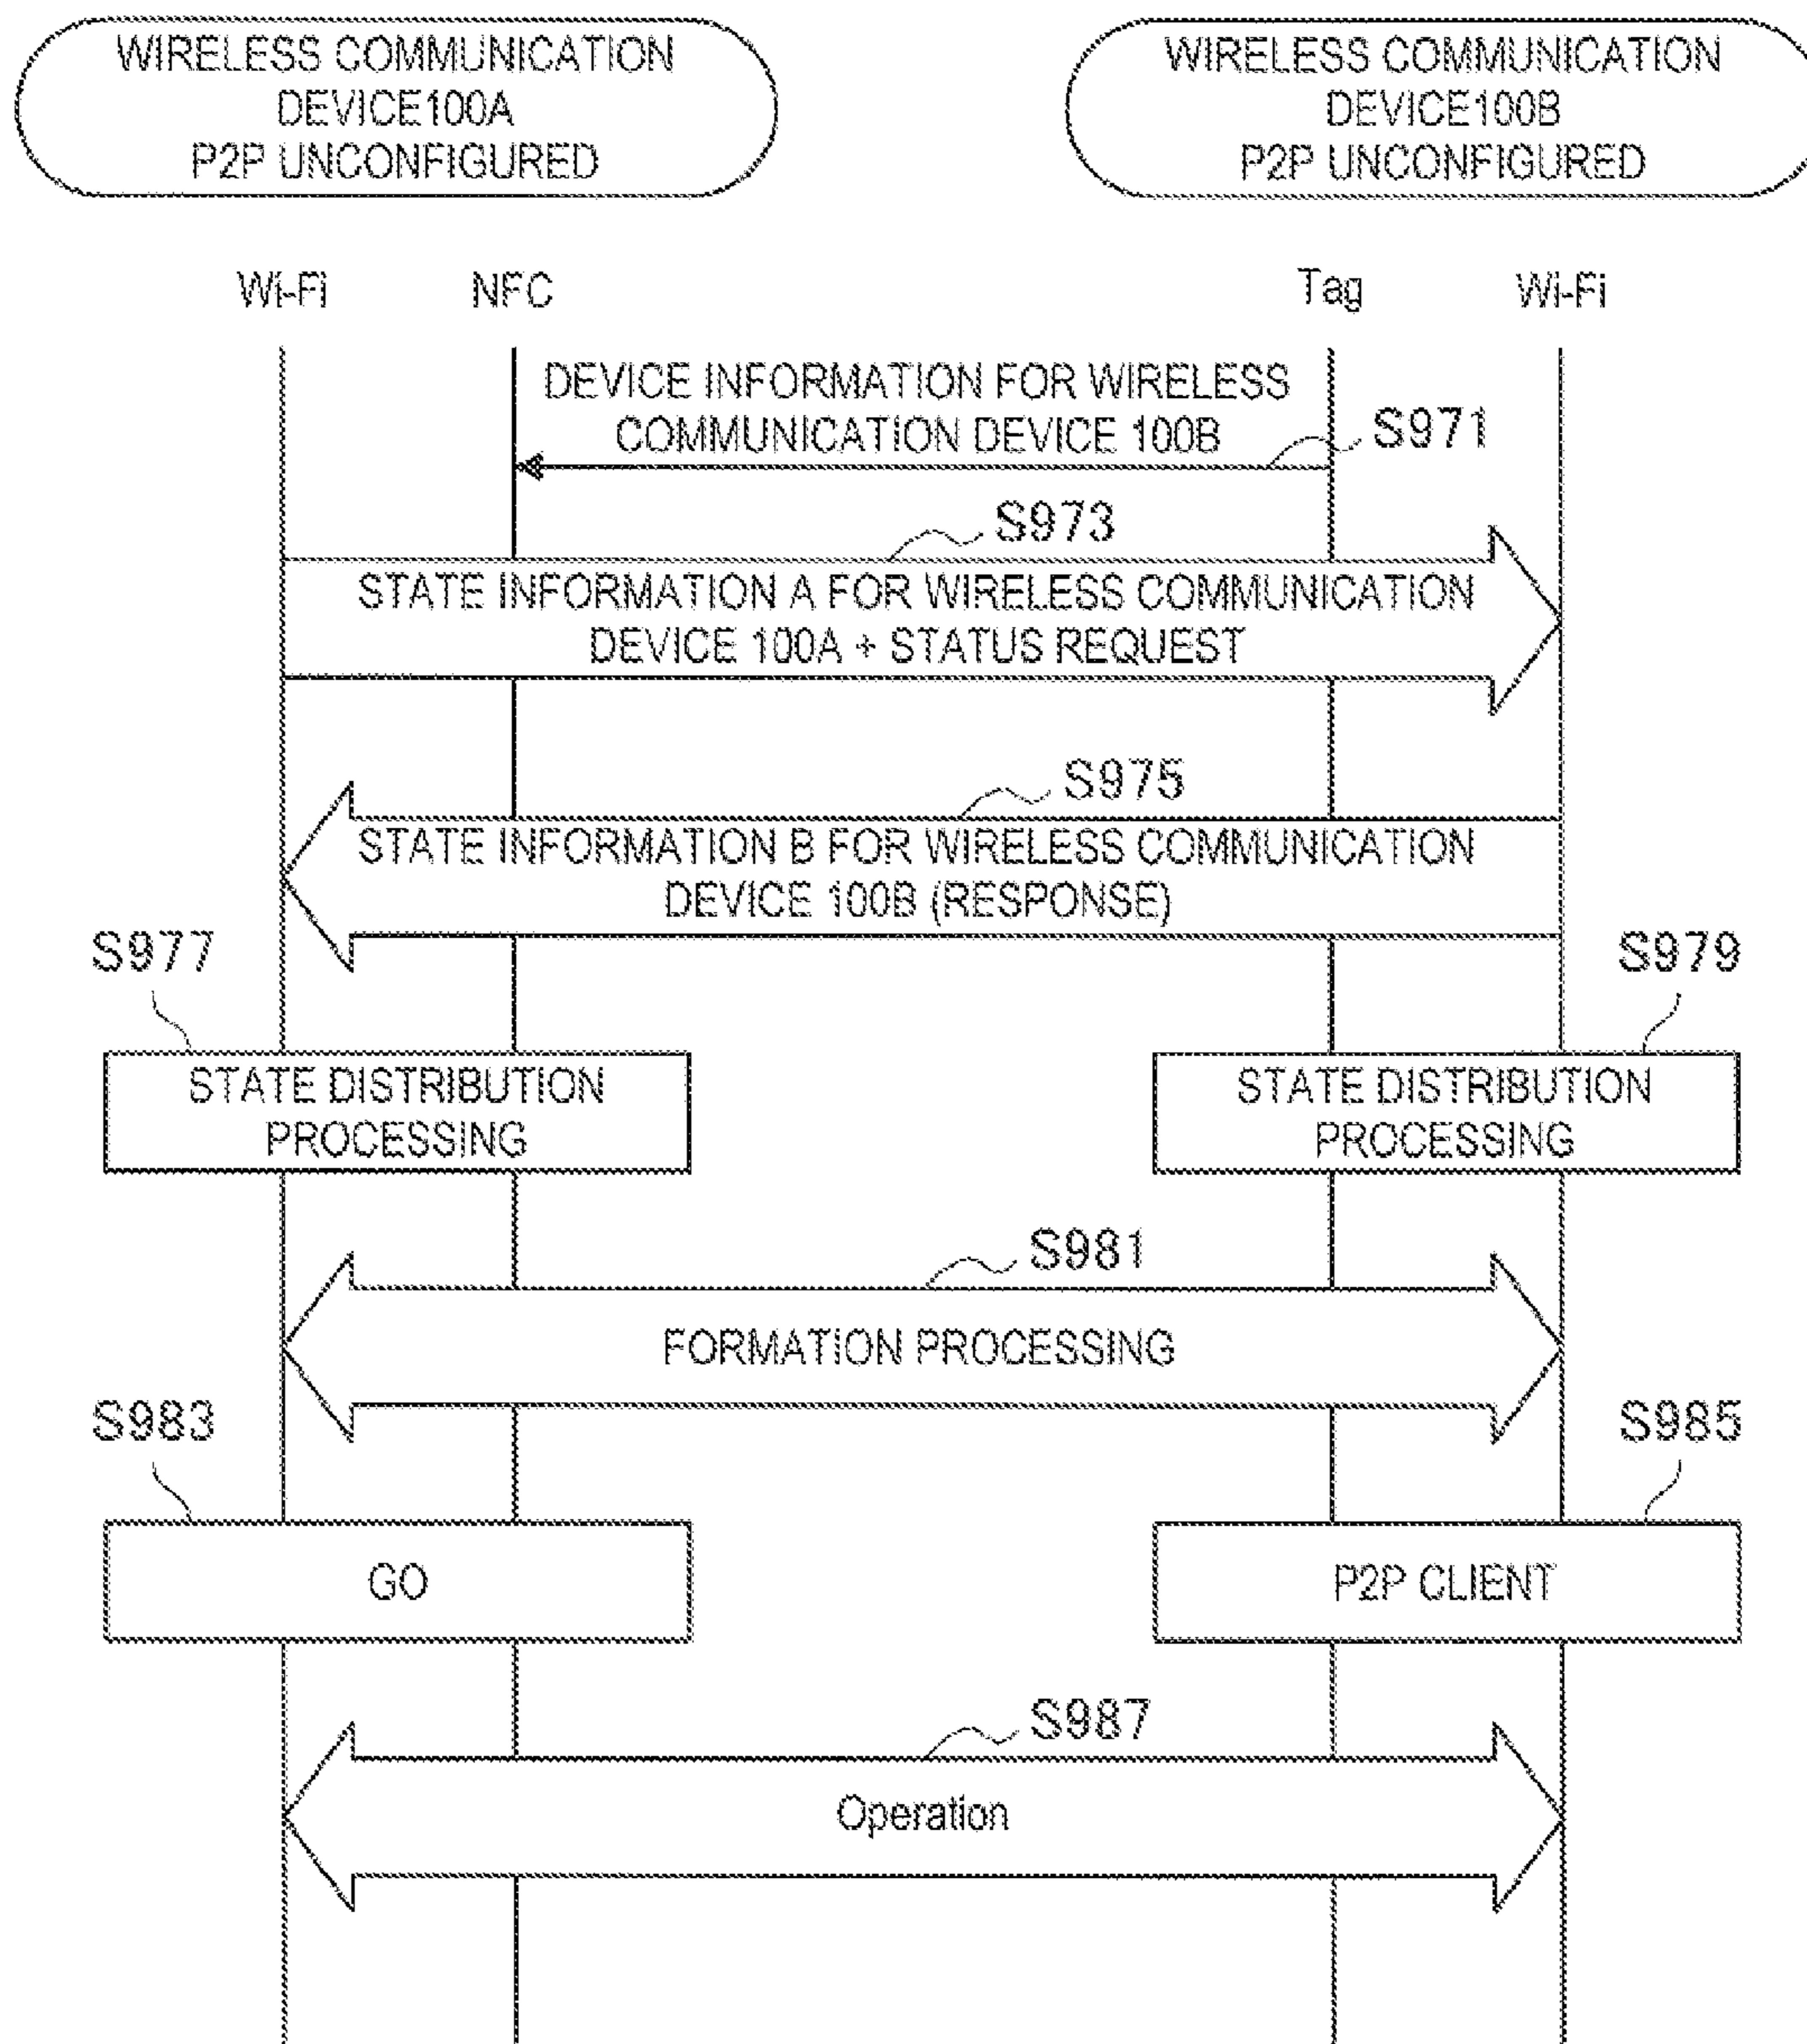 WIRELESS COMMUNICATION
DEVICE100A
P2P UNCONFIGURED
WIRELESS COMMUNICATION
DEVICE100B
P2P UNCONFIGURED
Wi-Fi
NFC
Tag
Wi-Fi
DEVICE INFORMATION FOR WIRELESS
COMMUNICATION DEVICE 100B
S971
S973
STATE INFORMATION A FOR WIRELESS COMMUNICATION
DEVICE 100A + STATUS REQUEST
S975
STATE INFORMATION B FOR WIRELESS COMMUNICATION
DEVICE 100B (RESPONSE)
S977
S979
STATE DISTRIBUTION
PROCESSING
STATE DISTRIBUTION
PROCESSING
S981
FORMATION PROCESSING
S983
S985
GO
P2P CLIENT
S987
Operation